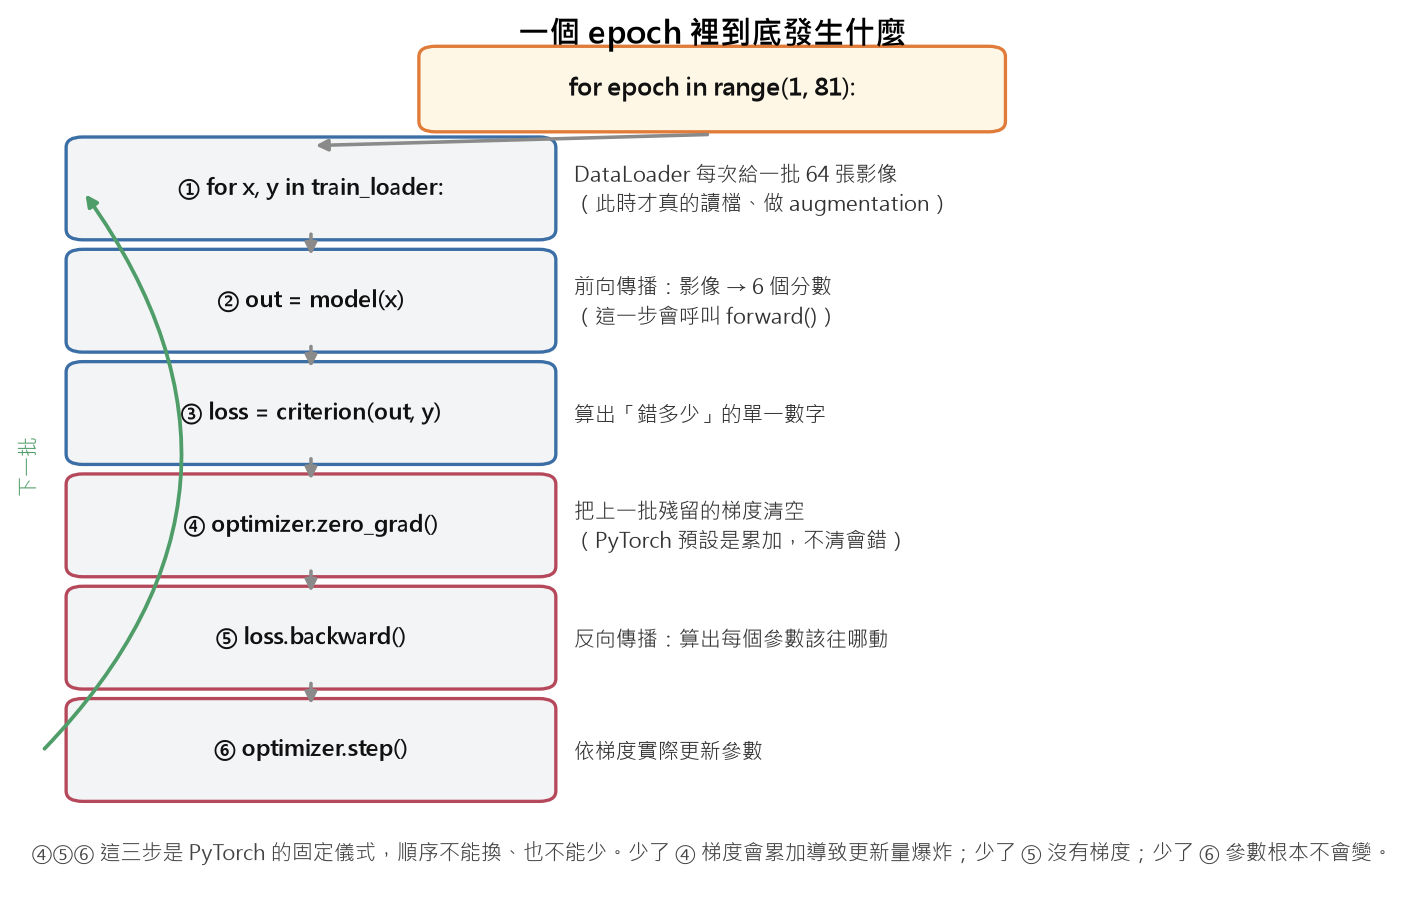 一個 epoch 裡到底發生什麼
for epoch in range(1, 81):
① for x, y in train_loader:
DataLoader 每次給一批 64 張影像
（此時才真的讀檔、做 augmentation）
② out = model(x)
前向傳播：影像 → 6 個分數
（這一步會呼叫 forward()）
③ loss = criterion(out, y)
算出「錯多少」的單一數字
下一批
④ optimizer.zero_grad()
把上一批殘留的梯度清空
（PyTorch 預設是累加，不清會錯）
⑤ loss.backward()
反向傳播：算出每個參數該往哪動
⑥ optimizer.step()
依梯度實際更新參數
④⑤⑥ 這三步是 PyTorch 的固定儀式，順序不能換、也不能少。少了 ④ 梯度會累加導致更新量爆炸；少了 ⑤ 沒有梯度；少了 ⑥ 參數根本不會變。